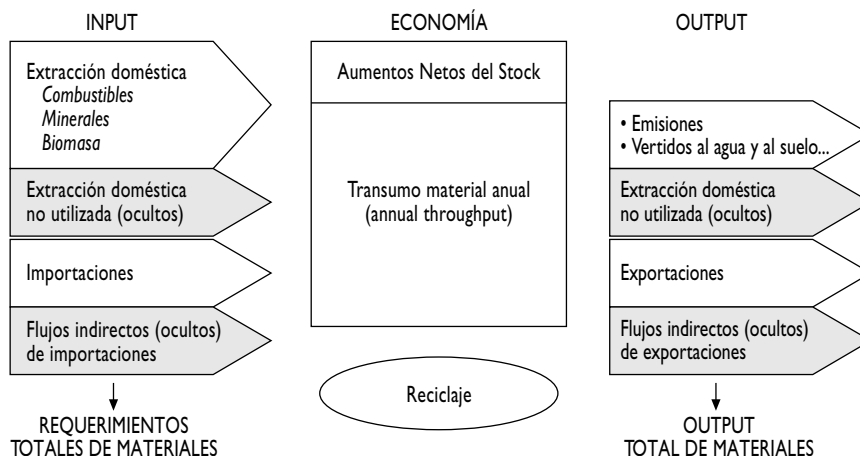 INPUT
Extracción doméstica
Combustibles
Minerales
Biomasa
Extracción doméstica
no utilizada (ocultos)
Importaciones
Flujos indirectos (ocultos)
de importaciones
REQUERIMIENTOS
TOTALES DE MATERIALES
ECONOMÍA
Aumentos Netos del Stock
Transumo material anual
(annual throughput)
Reciclaje
OUTPUT
• Emisiones
• Vertidos al agua y al suelo...
Extracción doméstica
no utilizada (ocultos)
Exportaciones
Flujos indirectos (ocultos)
de exportaciones
OUTPUT
TOTAL DE MATERIALES